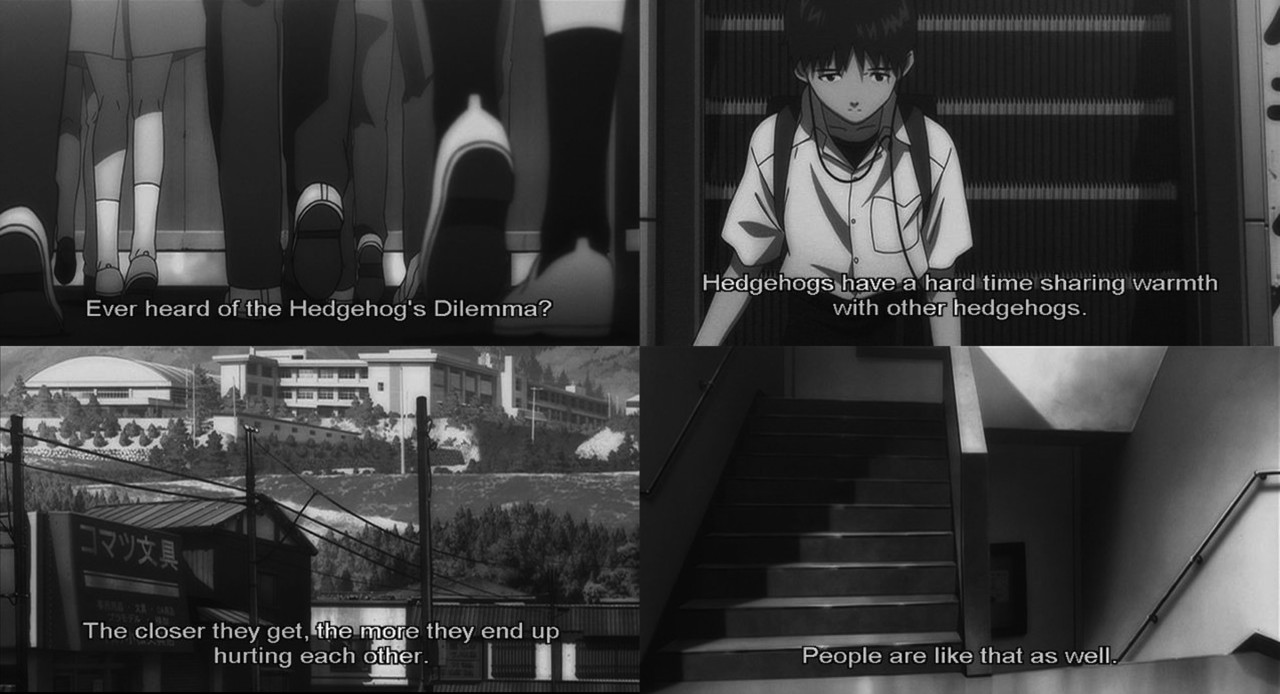 Ever heard of the Hedgehog's Dilemma?
Hedgehogs have a hard time sharing warmth
with other hedgehogs.
コマツ文具
The closer they get, the more they end up
hurting each other.
People are like that as well.